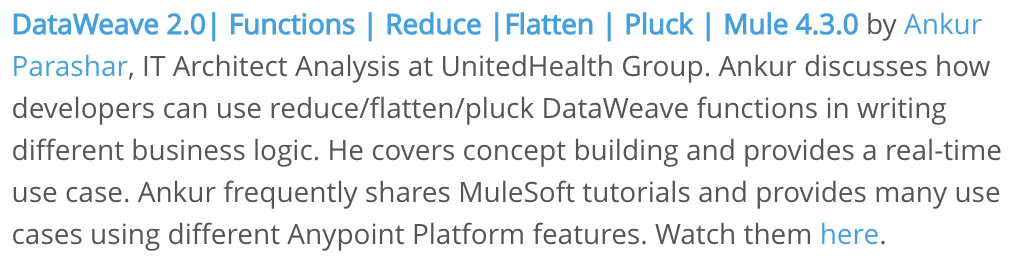 DataWeave 2.0| Functions | Reduce |Flatten | Pluck | Mule 4.3.0 by Ankur
Parashar, IT Architect Analysis at UnitedHealth Group. Ankur discusses how
developers can use reduce/flatten/pluck DataWeave functions in writing
different business logic. He covers concept building and provides a real-time
use case. Ankur frequently shares MuleSoft tutorials and provides many use
cases using different Anypoint Platform features. Watch them here.